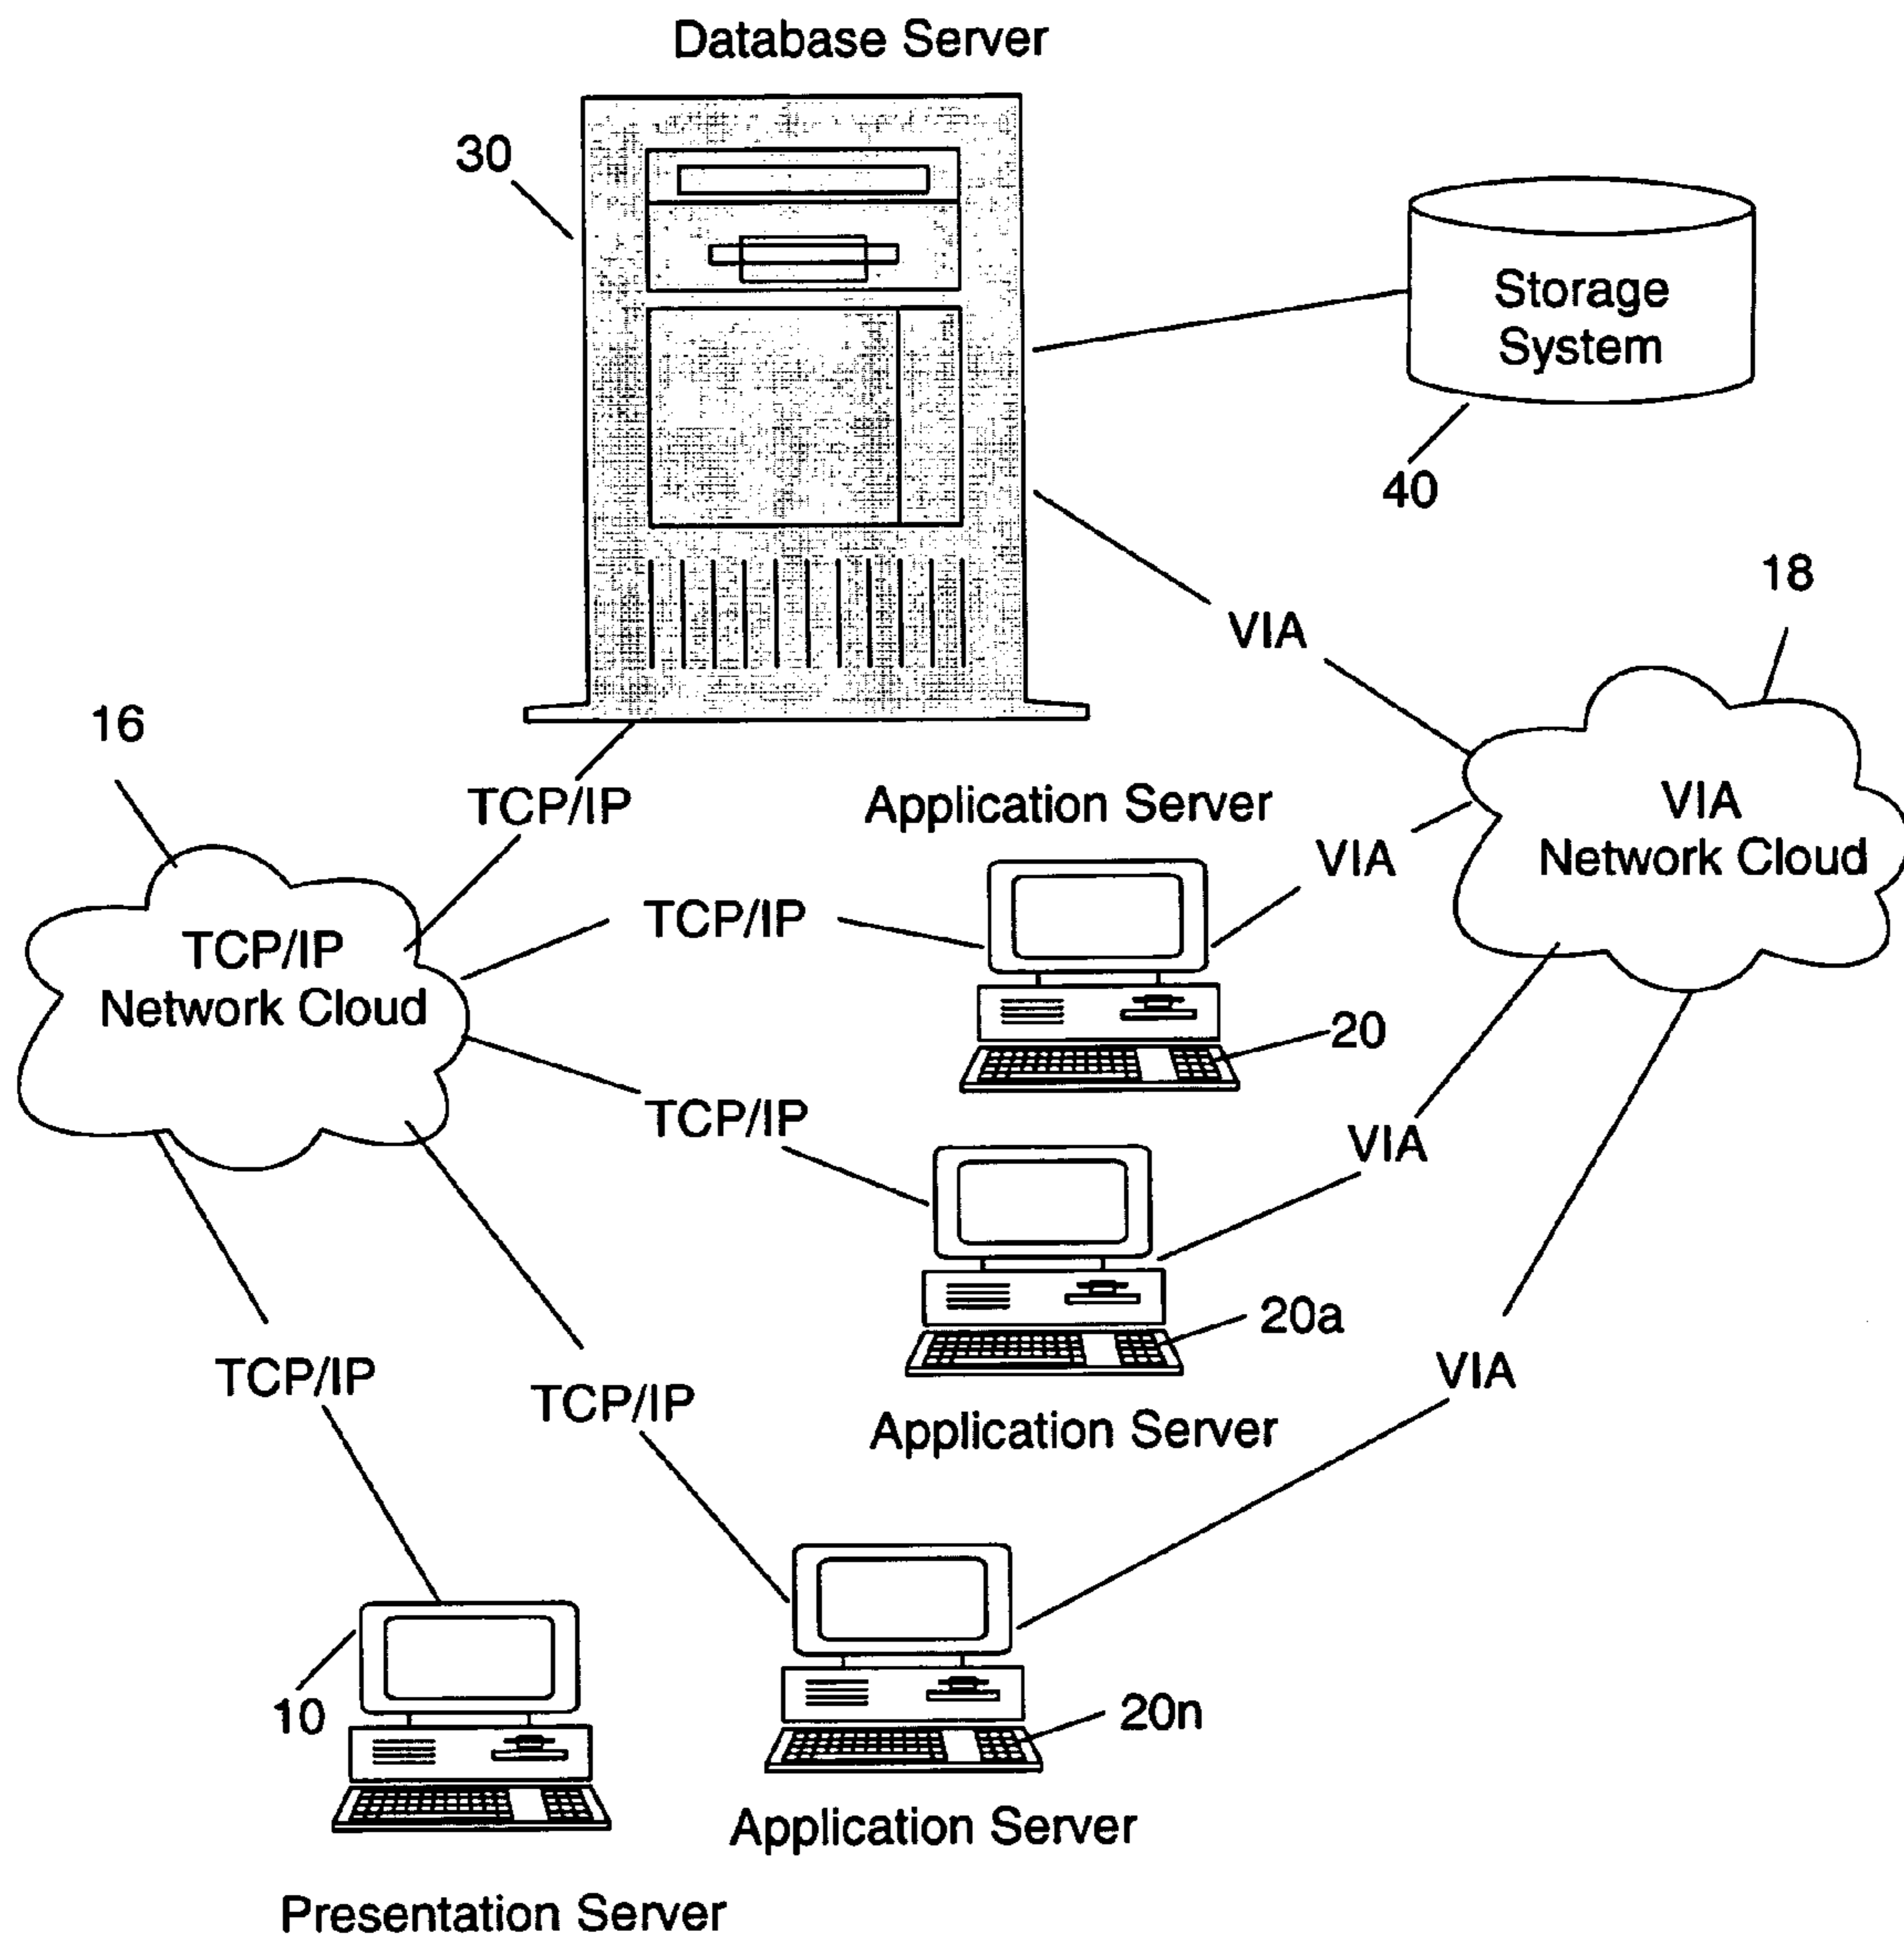 Database Server
30
Storage
System
40
18
VIA
16
TCP/IP
Application Server
VIA
Network Cloud
VIA
TCP/IP
TCP/IP
Network Cloud
20
TCP/IP
VIA
20a
TCP/IP
TCP/IP
VIA
Application Server
10
20n
Application Server
Presentation Server